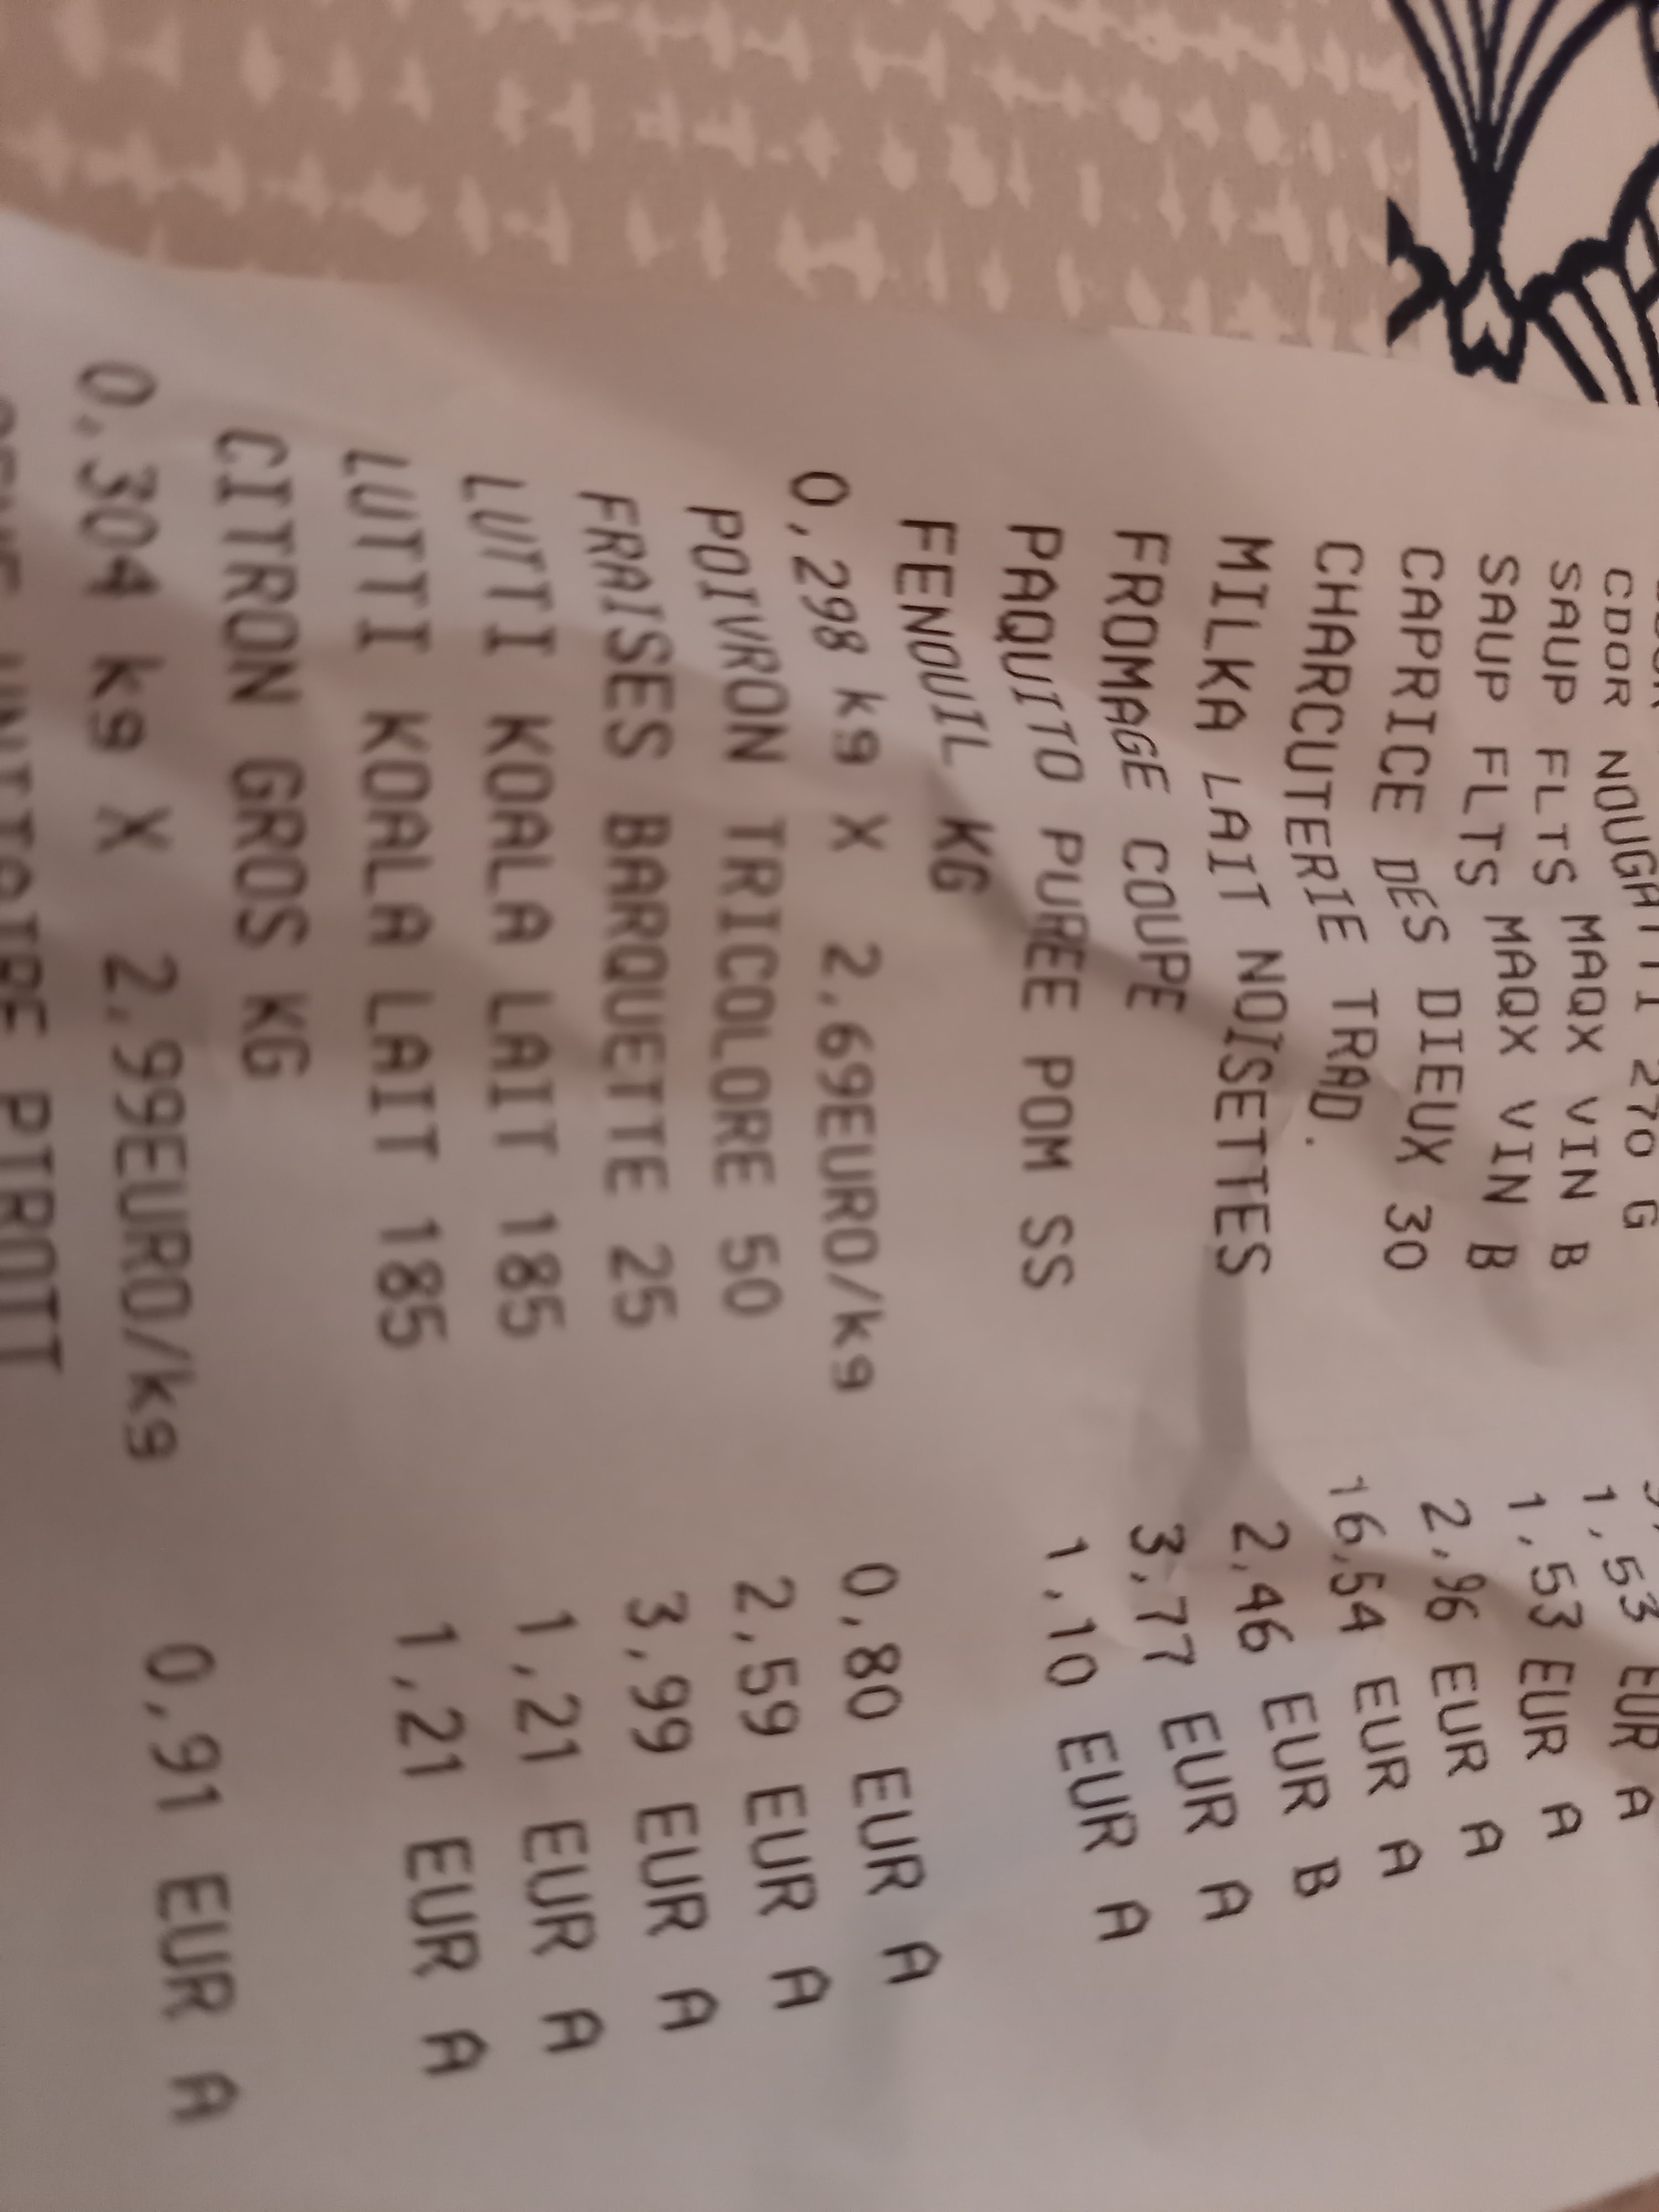 CDOR NOUGATTI 270 G
SAUP FLTS MAQX VIN B 1,53 EUR A
SAUP FLTS MAQX VIN B 1,53 EUR A
CAPRICE DES DIEUX 30 2,96 EUR A
CHARCUTERIE TRAD. 16,54 EUR A
MILKA LAIT NOISETTES 2,46 EUR B
FROMAGE COUPE 3,77 EUR A
PAQUITO PUREE POM SS 1,10 EUR A
FENOUIL KG
0,298 kg X 2,69EURO/kg 0,80 EUR A
POIVRON TRICOLORE 50 2,59 EUR A
FRAISES BARQUETTE 25 3,99 EUR A
LUTTI KOALA LAIT 185 1,21 EUR A
LUTTI KOALA LAIT 185 1,21 EUR A
CITRON GROS KG
0,304 kg X 2,99EURO/kg 0,91 EUR A